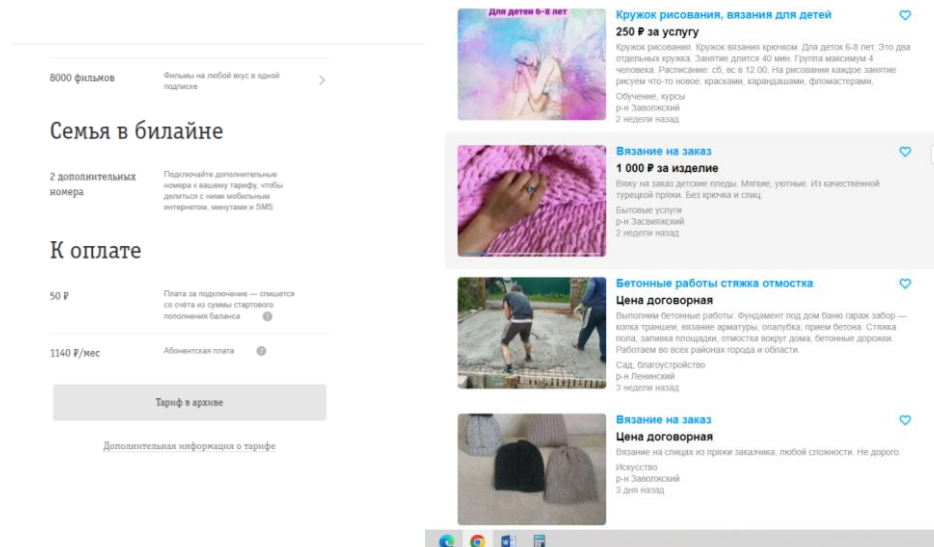 8000 фильмов
Фильмы на любой вкус в одной
подписке
Семья в билайне
2 дополнительных
номера
Подключайте дополнительные
номера к вашему тарифу, чтобы
делиться с ними мобильным
интернетом, минутами и SMS
К оплате
50 ₽
Плата за подключение — спишется
со счёта из суммы стартового
пополнения баланса
1140 ₽/мес
Абонентская плата
Тариф в архиве
Дополнительная информация о тарифе
Для детей 6-8 лет
Кружок рисования, вязания для детей
250 ₽ за услугу
Кружок рисования. Кружок вязания крючком. Для деток 6-8 лет. Это два
отдельных кружка. Занятие длится 40 мин. Группа максимум 4
человека. Расписание: сб, вс в 12.00. На рисовании каждое занятие
рисуем что-то новое: красками, карандашами, фломастерами,
Обучение, курсы
р-н Заволжский
2 недели назад
Вязание на заказ
1 000 ₽ за изделие
Вяжу на заказ детские пледы. Мягкие, уютные. Из качественной
турецкой пряжи. Без крючка и спиц.
Бытовые услуги
р-н Засвияжский
2 недели назад
Бетонные работы стяжка отмостка
Цена договорная
Выполним бетонные работы: Фундамент под дом баню гараж забор —
копка траншеи, вязание арматуры, опалубка, прием бетона. Стяжка
пола, заливка площадки, отмостка вокруг дома, бетонные дорожки.
Работаем во всех районах города и области.
Сад, благоустройство
р-н Ленинский
3 недели назад
Вязание на заказ
Цена договорная
Вязание на спицах из пряжи заказчика, любой сложности. Не дорого
Искусство
р-н Заволжский
3 дня назад